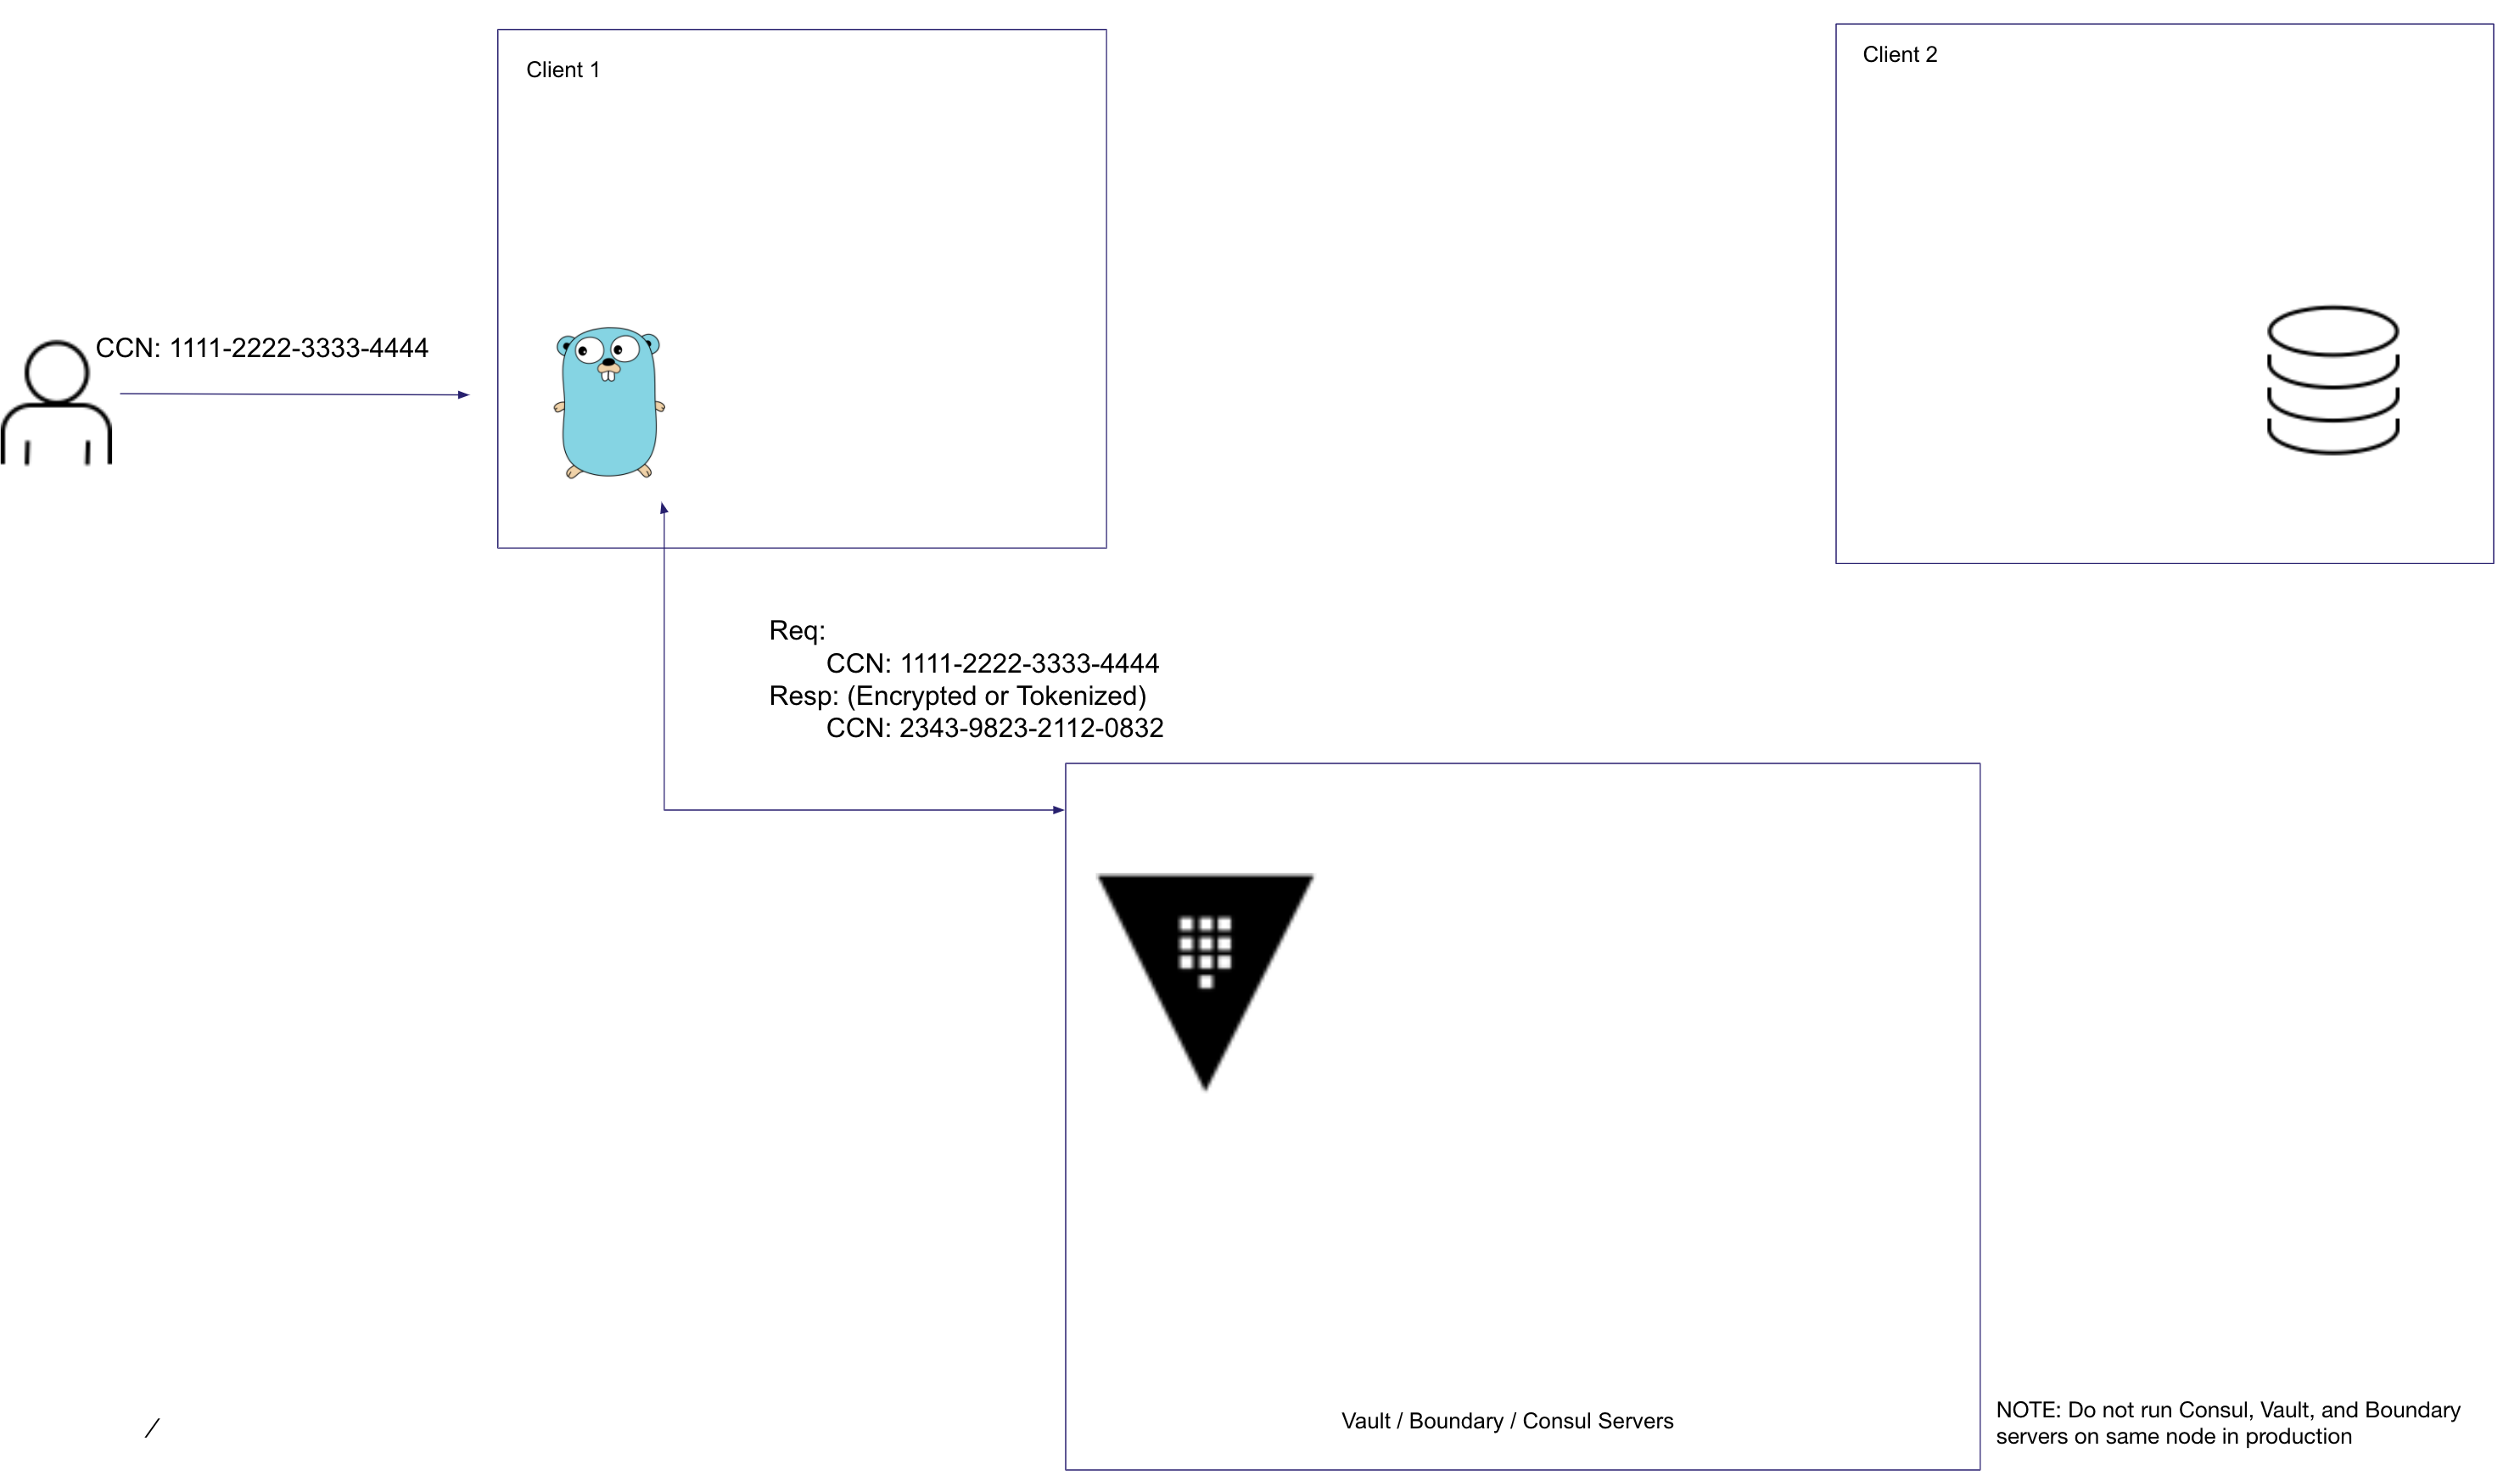 Client 1
Client 2
CCN: 1111-2222-3333-4444
Req:
CCN: 1111-2222-3333-4444
Resp: (Encrypted or Tokenized)
CCN: 2343-9823-2112-0832
Vault / Boundary / Consul Servers
NOTE: Do not run Consul, Vault, and Boundary
servers on same node in production
/